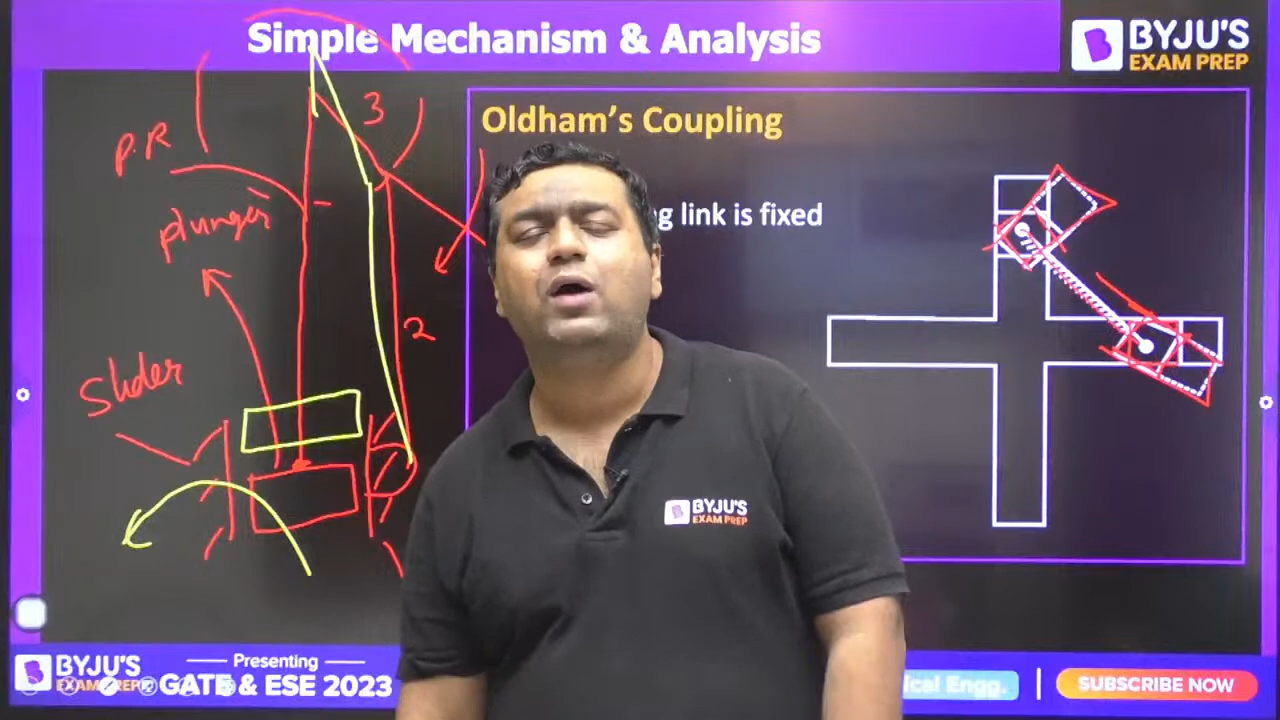 Simple Mechanism & Analysis
BYJU'S
EXAM PREP
Oldham's Coupling
link is fixed
P.R
3
plunger
2
Slider
BYJU'S
EXAM PREP
BYJU'S
EXAM PREP
Presenting
GATE & ESE 2023
Engg.
SUBSCRIBE NOW